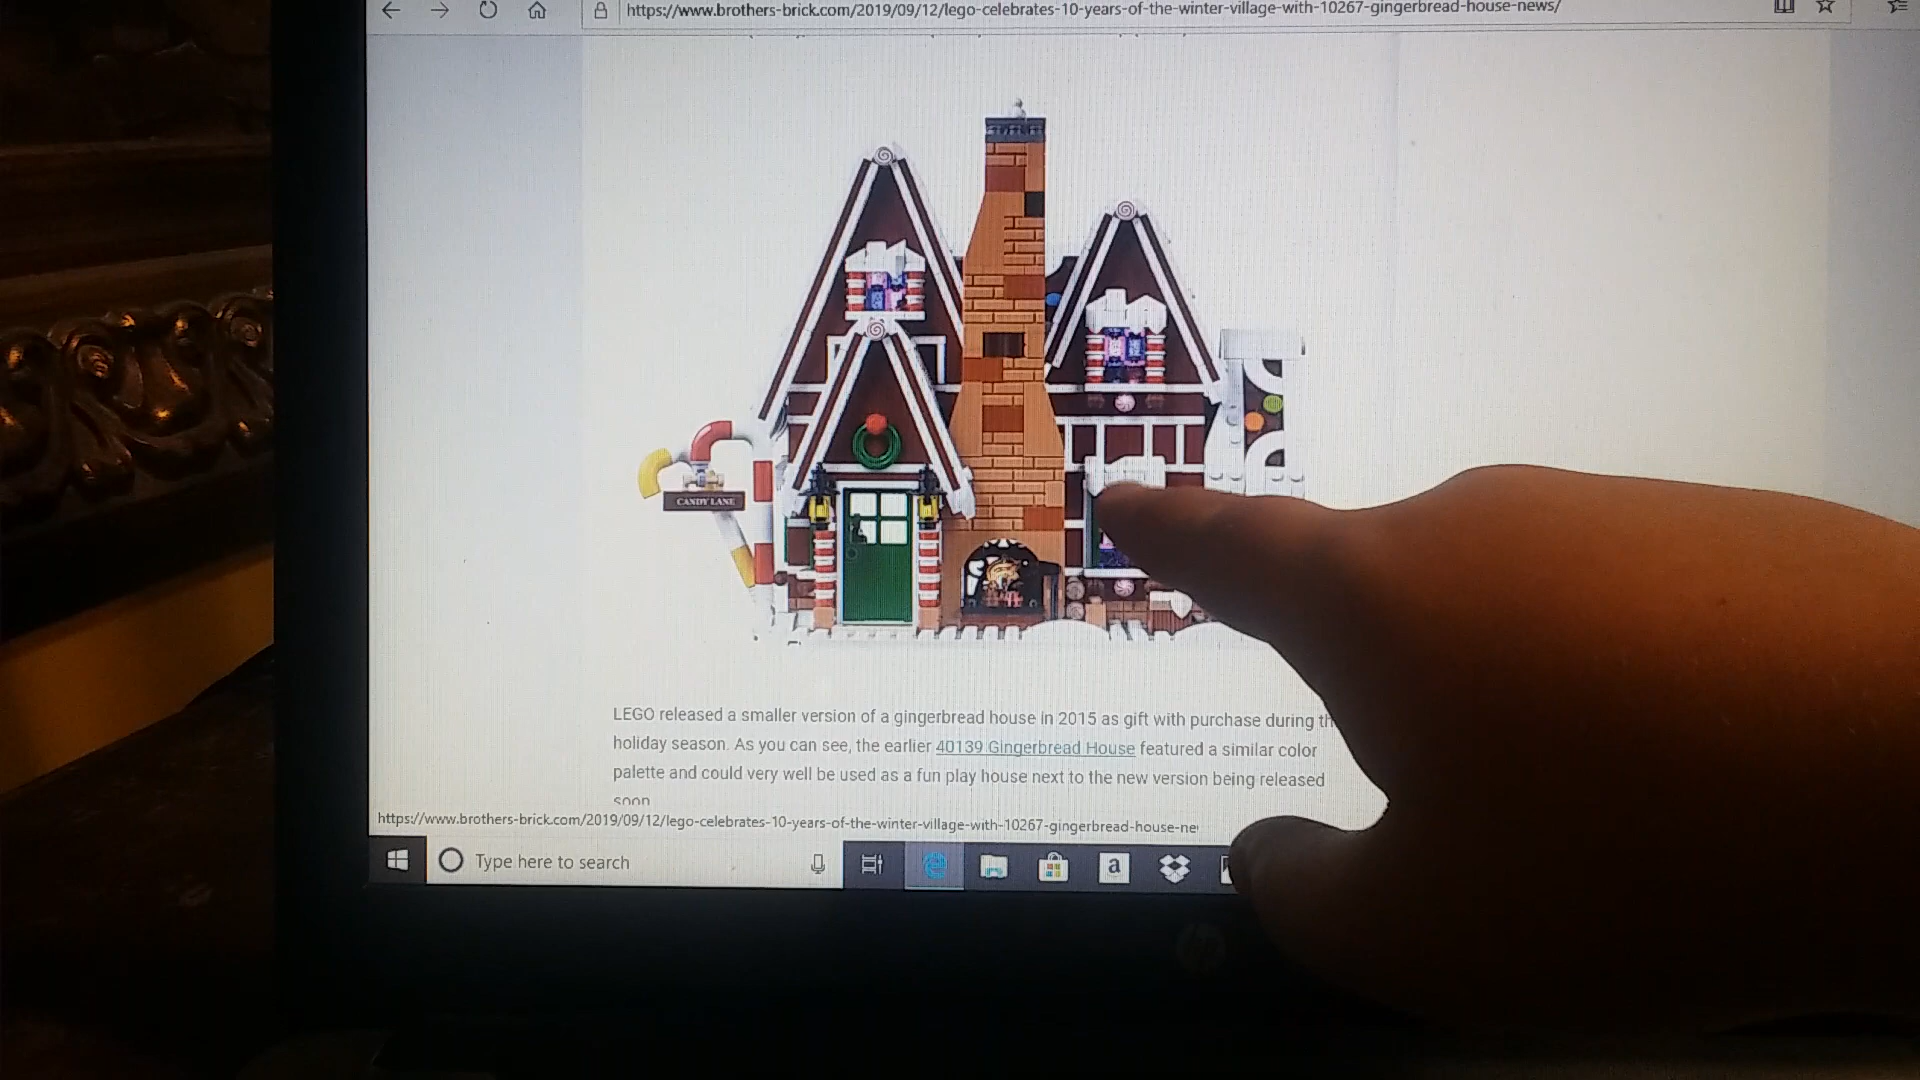 https://www.brothers-brick.com/2019/09/12/lego-celebrates-10-years-of-the-winter-village-with-10267-gingerbread-house-news/
CANDY LANE
LEGO released a smaller version of a gingerbread house in 2015 as gift with purchase during th
holiday season. As you can see, the earlier 40139 Gingerbread House featured a similar color
palette and could very well be used as a fun play house next to the new version being released
soon
https://www.brothers-brick.com/2019/09/12/lego-celebrates-10-years-of-the-winter-village-with-10267-gingerbread-house-ne
Type here to search
a
hp